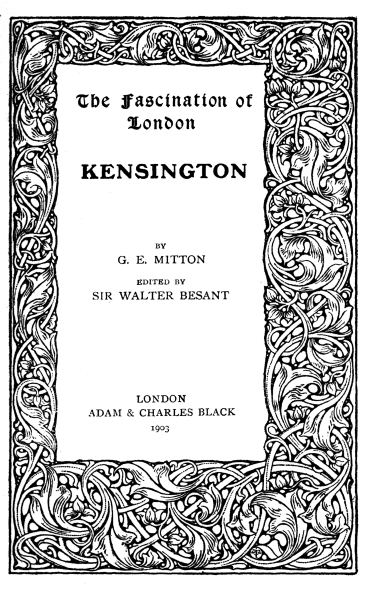 The Fascination of
London
KENSINGTON
BY
G. E. MITTON
EDITED BY
SIR WALTER BESANT
LONDON
ADAM & CHARLES BLACK
1903